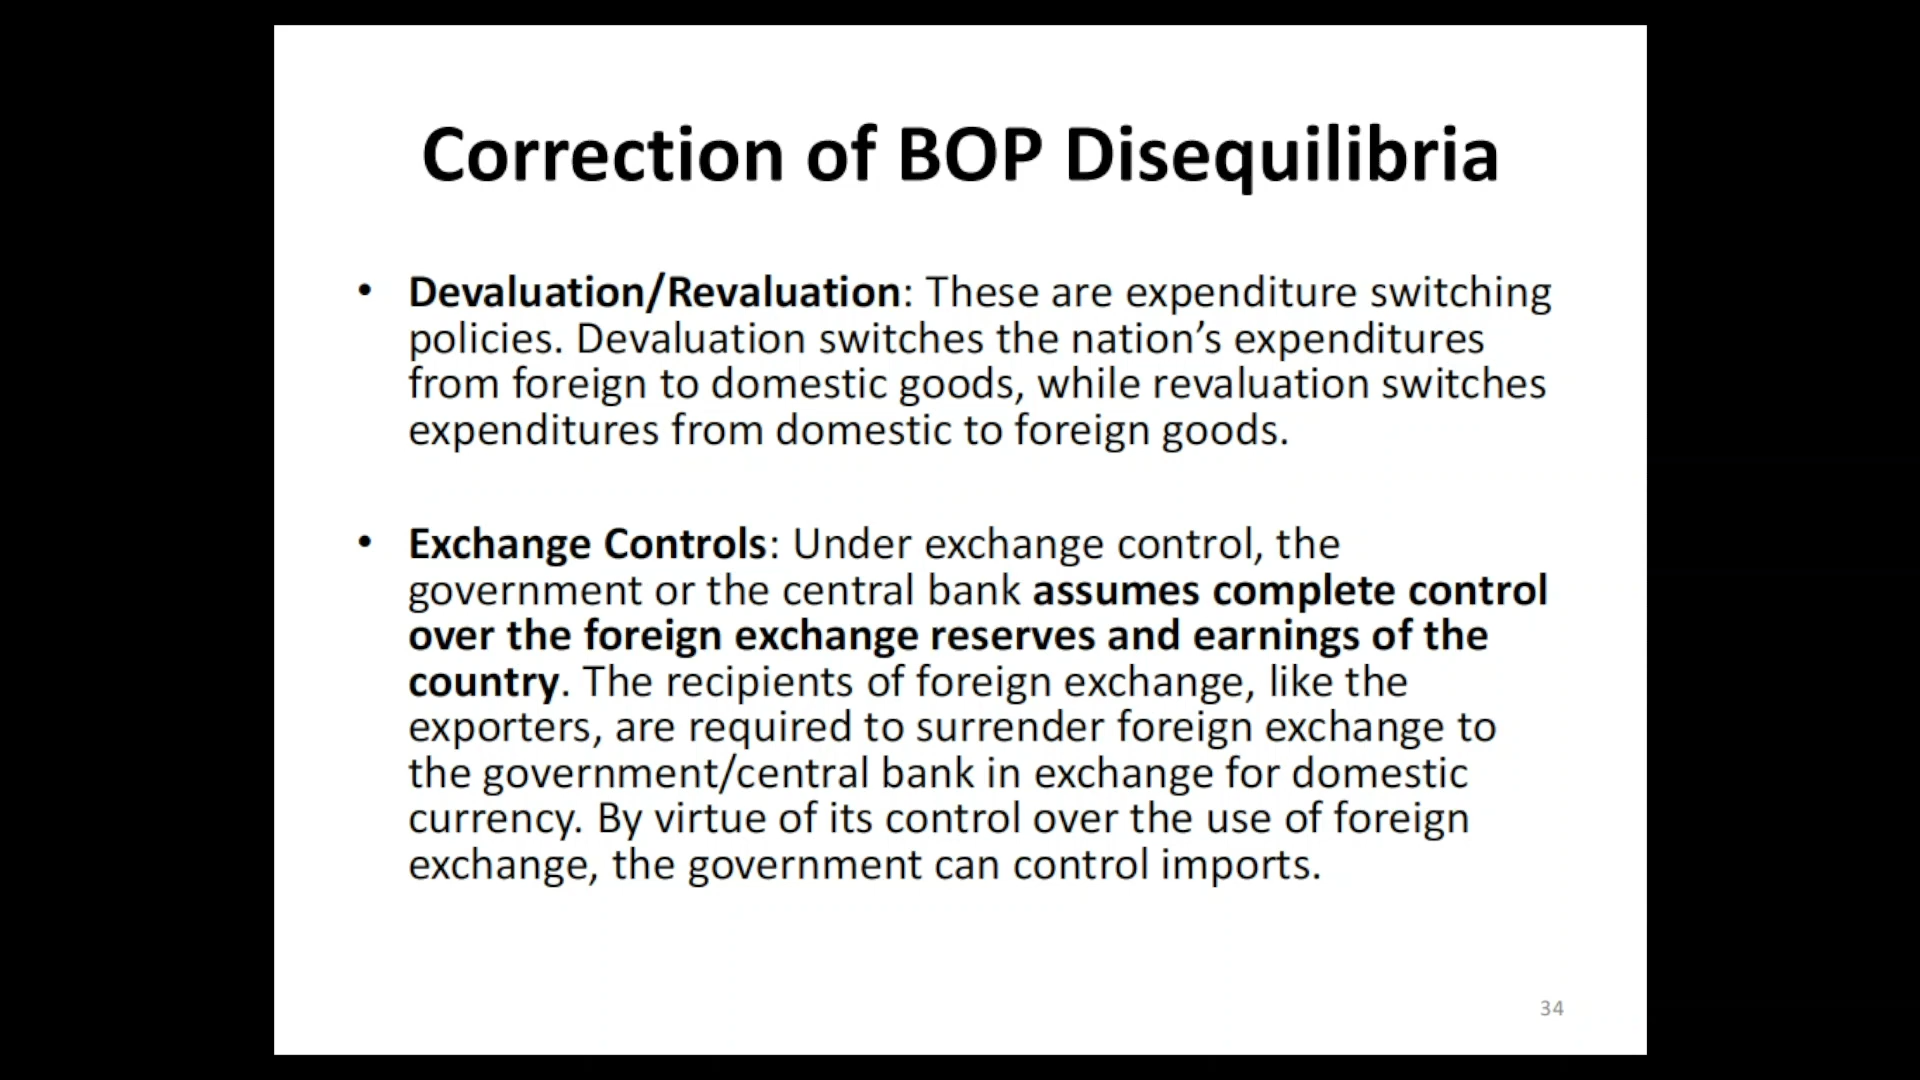 Correction of BOP Disequilibria
• Devaluation/Revaluation: These are expenditure switching
policies. Devaluation switches the nation’s expenditures
from foreign to domestic goods, while revaluation switches
expenditures from domestic to foreign goods.
• Exchange Controls: Under exchange control, the
government or the central bank assumes complete control
over the foreign exchange reserves and earnings of the
country. The recipients of foreign exchange, like the
exporters, are required to surrender foreign exchange to
the government/central bank in exchange for domestic
currency. By virtue of its control over the use of foreign
exchange, the government can control imports.
34